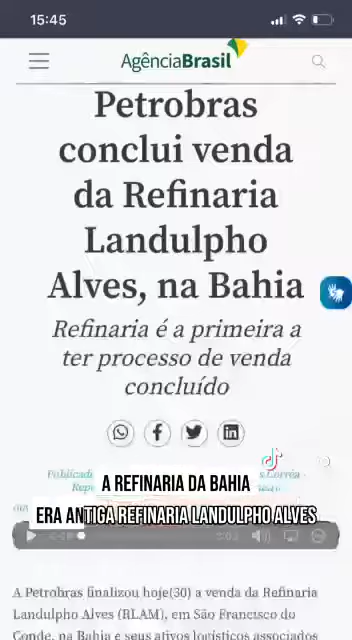 15:45
AgênciaBrasil
Petrobras
conclui venda
da Refinaria
Landulpho
Alves, na Bahia
Refinaria é a primeira a
ter processo de venda
concluído
A REFINARIA DA BAHIA
ERA ANTIGA REFINARIA LANDULPHO ALVES
A Petrobras finalizou hoje(30) a venda da Refinaria
Landulpho Alves (RLAM), em São Francisco do
Conde, na Bahia e seus ativos logísticos associados